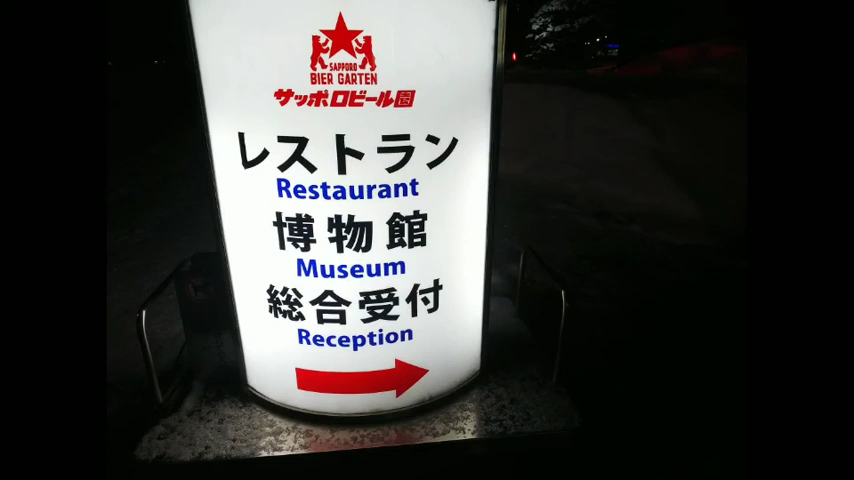 SAPPORO
BIER GARTEN
サッポロビール園
レストラン
Restaurant
博物館
Museum
総合受付
Reception